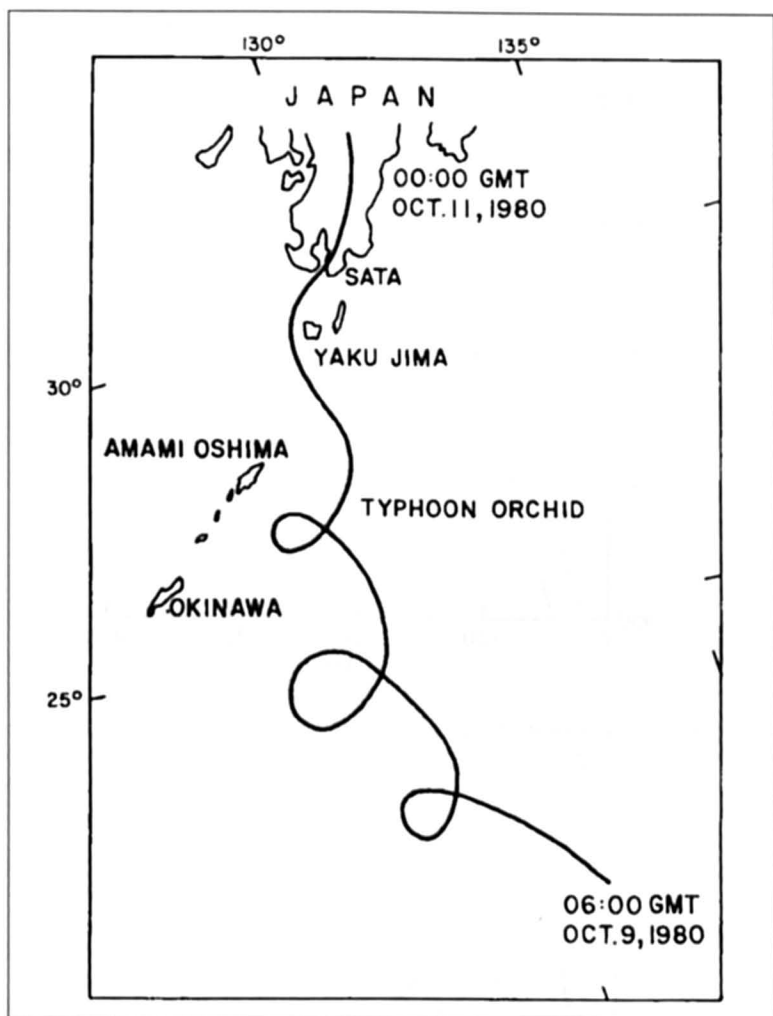 130° 135°
J A P A N
00:00 GMT
OCT. 11, 1980
SATA
YAKU JIMA
30°
AMAMI OSHIMA
TYPHOON ORCHID
OKINAWA
25°
06:00 GMT
OCT. 9, 1980